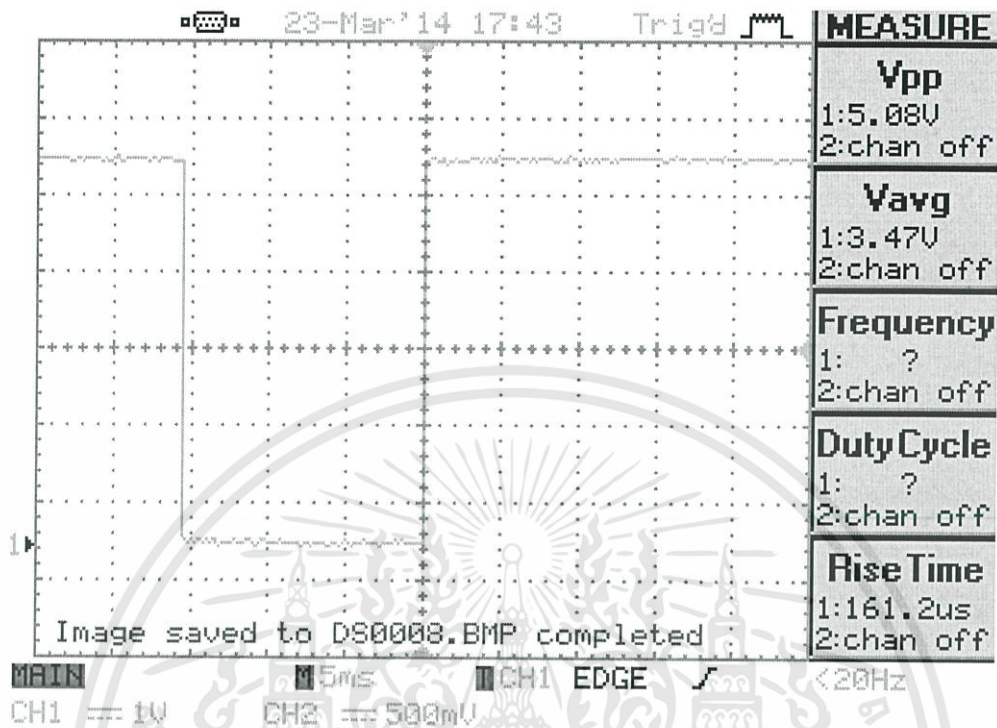 23-Mar'14 17:43 Trig'd
MEASURE
Vpp
1:5.08V
2:chan off
Vavg
1:3.47V
2:chan off
Frequency
1: ?
2:chan off
Duty Cycle
1: ?
2:chan off
Rise Time
1:161.2us
2:chan off
1
Image saved to DS0008.BMP completed
MAIN M 5ms T CH1 EDGE <20Hz
CH1 1V CH2 500mV